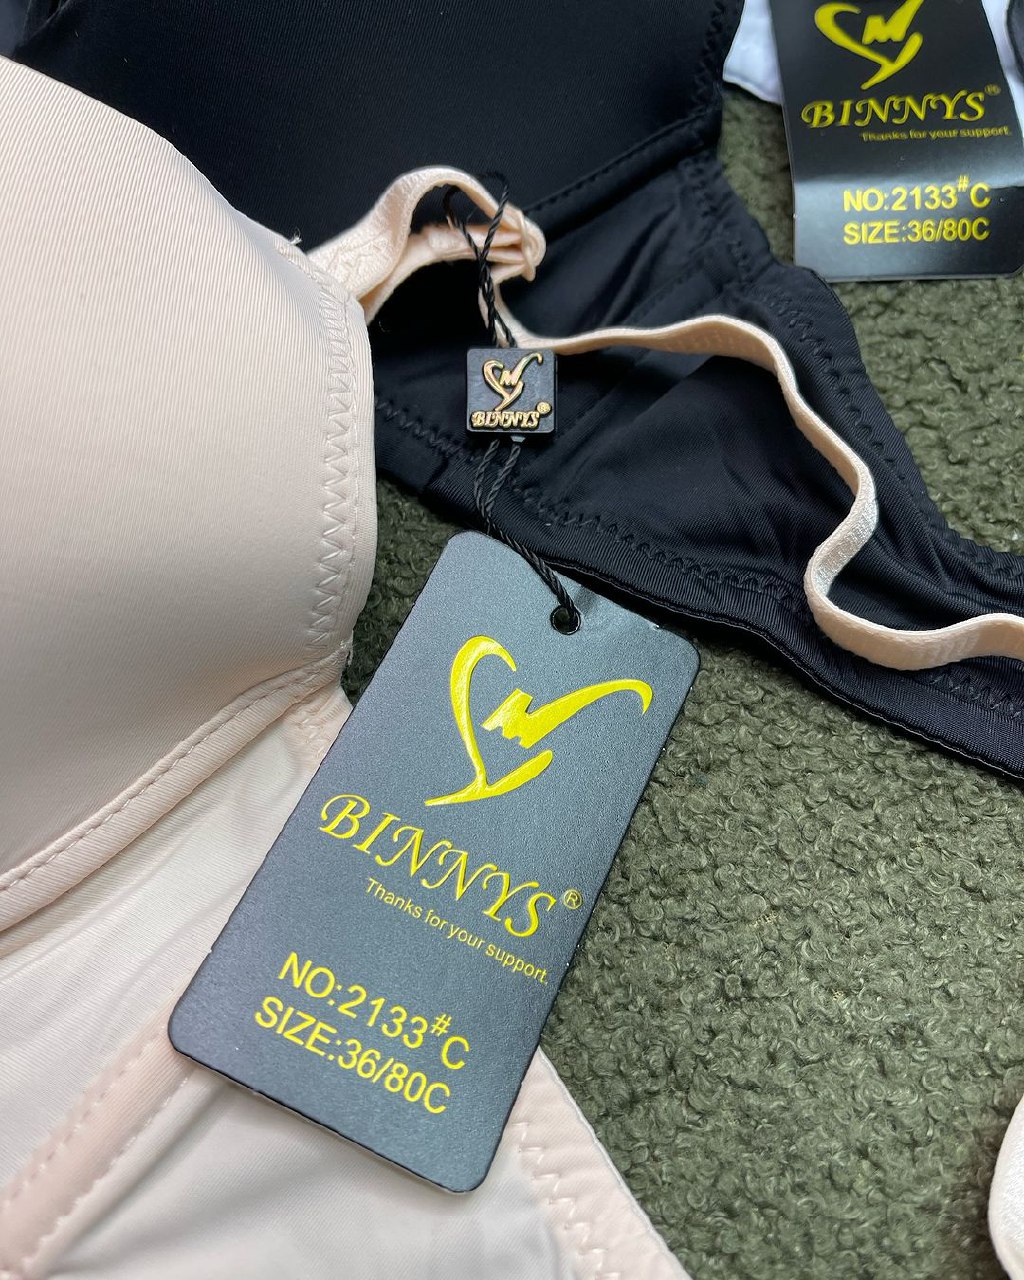 BINNYS®
Thanks for your support.
NO:2133#C
SIZE:36/80C
BINNYS®
BINNYS®
Thanks for your support.
NO:2133#C
SIZE:36/80C